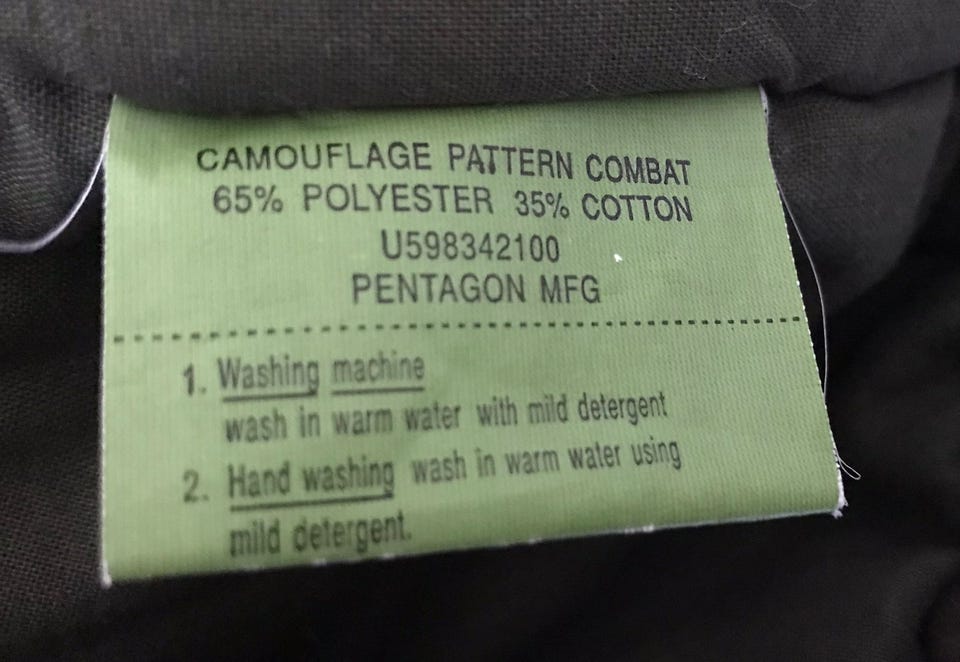 CAMOUFLAGE PATTERN COMBAT
65% POLYESTER 35% COTTON
U598342100
PENTAGON MFG
1. Washing machine
wash in warm water with mild detergent
2. Hand washing wash in warm water using
mild detergent.